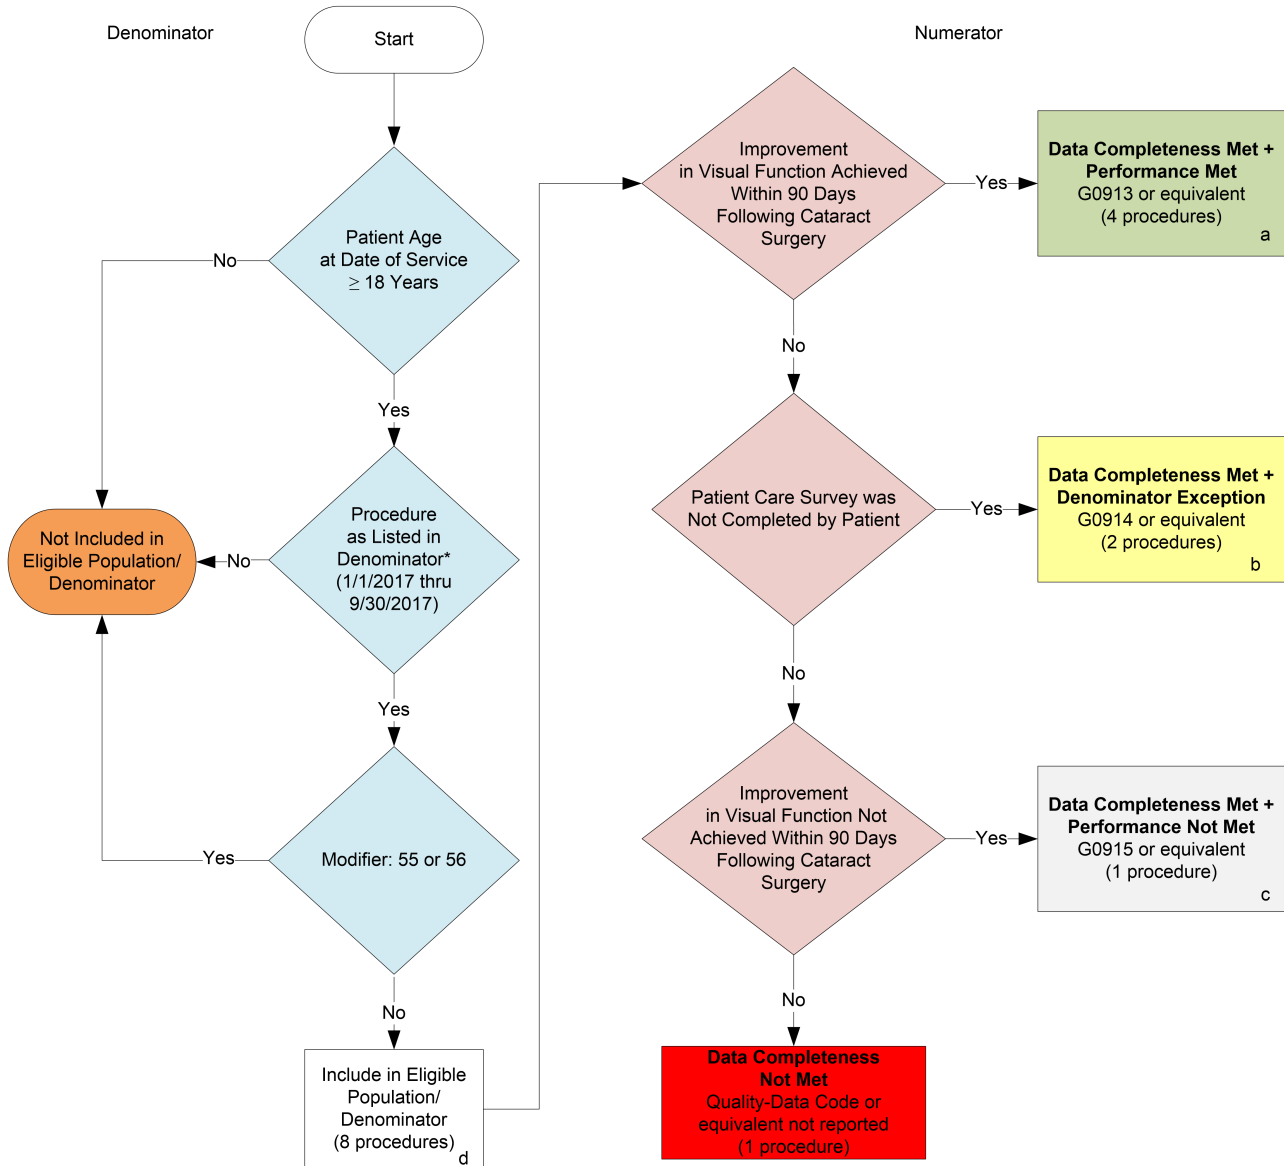 Denominator
Start
Numerator
Patient Age
at Date of Service
≥ 18 Years
No
Yes
Procedure
as Listed in
Denominator*
(1/1/2017 thru
9/30/2017)
No
Not Included in
Eligible Population/
Denominator
Yes
Modifier: 55 or 56
Yes
No
Include in Eligible
Population/
Denominator
(8 procedures)
d
Improvement
in Visual Function Achieved
Within 90 Days
Following Cataract
Surgery
Yes
Data Completeness Met +
Performance Met
G0913 or equivalent
(4 procedures)
a
No
Patient Care Survey was
Not Completed by Patient
Yes
Data Completeness Met +
Denominator Exception
G0914 or equivalent
(2 procedures)
b
No
Improvement
in Visual Function Not
Achieved Within 90 Days
Following Cataract
Surgery
Yes
Data Completeness Met +
Performance Not Met
G0915 or equivalent
(1 procedure)
c
No
Data Completeness
Not Met
Quality-Data Code or
equivalent not reported
(1 procedure)